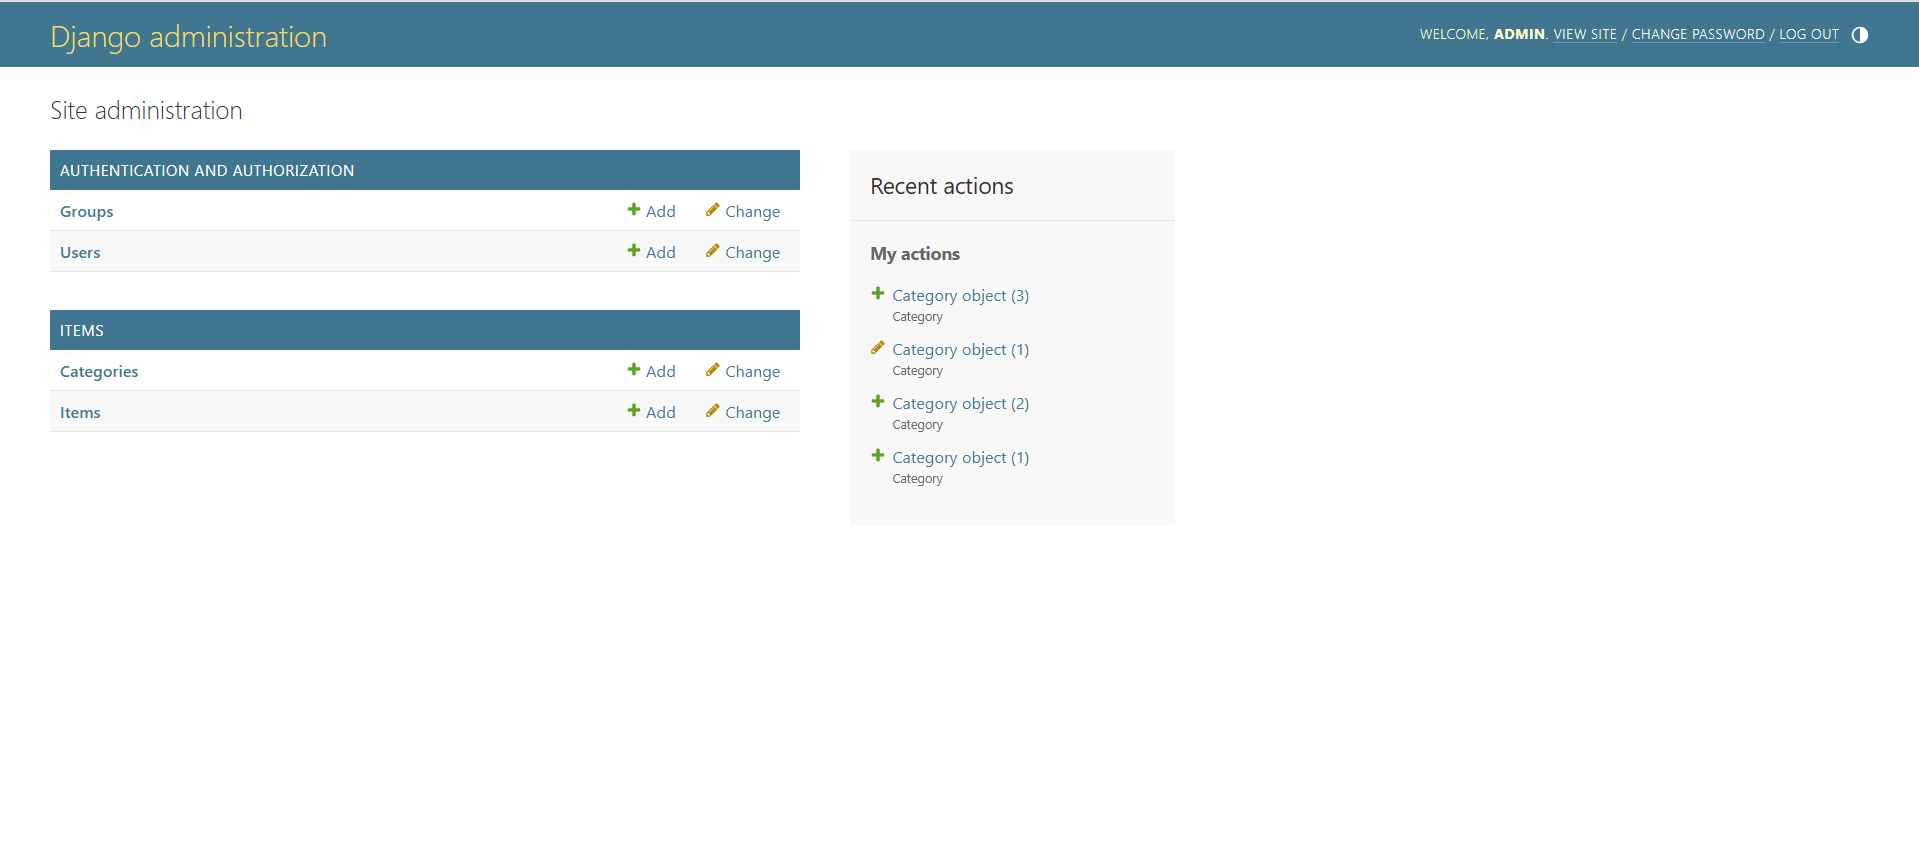 Django administration
WELCOME, ADMIN. VIEW SITE / CHANGE PASSWORD / LOG OUT
Site administration
AUTHENTICATION AND AUTHORIZATION
Groups Add Change
Users Add Change
ITEMS
Categories Add Change
Items Add Change
Recent actions
My actions
Category object (3)
Category
Category object (1)
Category
Category object (2)
Category
Category object (1)
Category